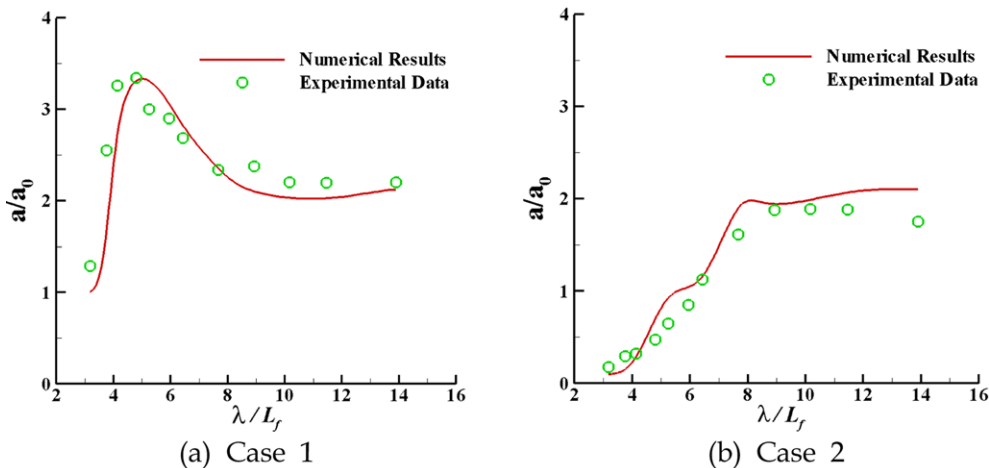 4
3
2
1
0
2
4
6
8
10
12
14
16
a/a₀
λ/L_f
Numerical Results
Experimental Data
(a) Case 1
4
3
2
1
0
2
4
6
8
10
12
14
16
a/a₀
λ/L_f
Numerical Results
Experimental Data
(b) Case 2